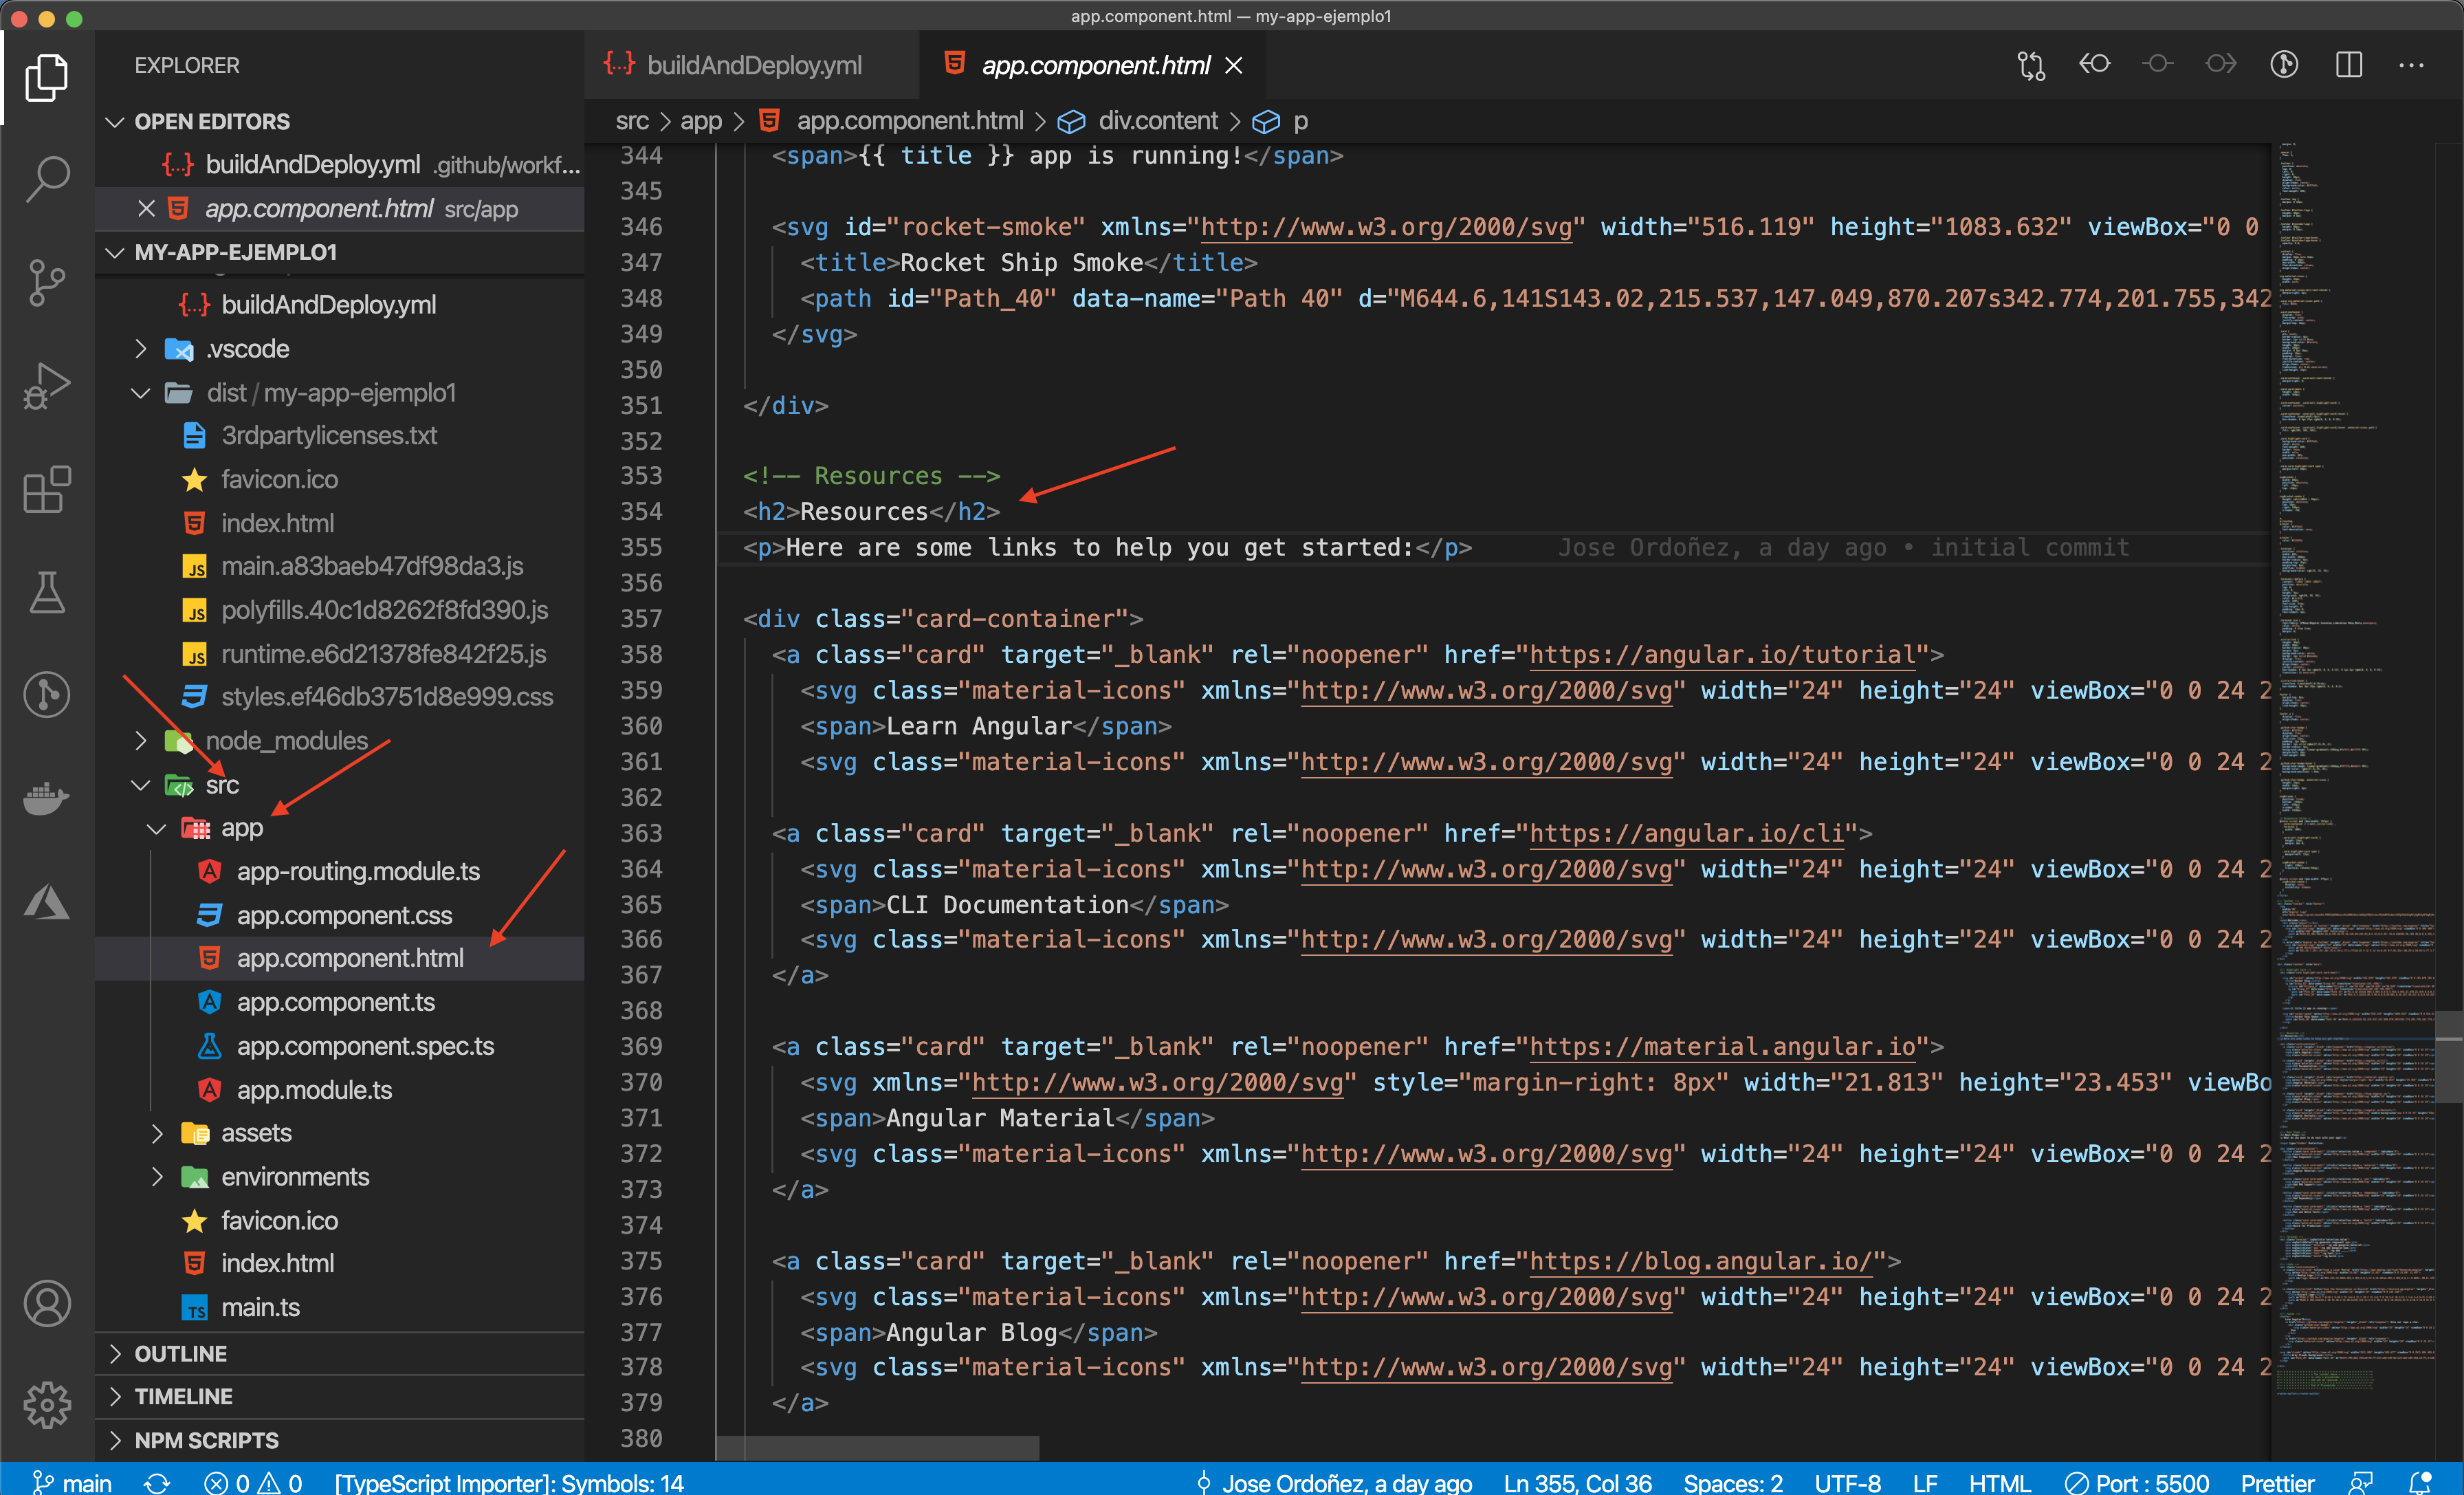 app.component.html — my-app-ejemplo1
EXPLORER
OPEN EDITORS
buildAndDeploy.yml .github/workf...
app.component.html src/app
MY-APP-EJEMPLO1
buildAndDeploy.yml
.vscode
dist / my-app-ejemplo1
3rdpartylicenses.txt
favicon.ico
index.html
main.a83baeb47df98da3.js
polyfills.40c1d8262f8fd390.js
runtime.e6d21378fe842f25.js
styles.ef46db3751d8e999.css
node_modules
src
app
app-routing.module.ts
app.component.css
app.component.html
app.component.ts
app.component.spec.ts
app.module.ts
assets
environments
favicon.ico
index.html
main.ts
OUTLINE
TIMELINE
NPM SCRIPTS
buildAndDeploy.yml
app.component.html
src > app > app.component.html > div.content > p
344 <span>{{ title }} app is running!</span>
345
346 <svg id="rocket-smoke" xmlns="http://www.w3.org/2000/svg" width="516.119" height="1083.632" viewBox="0 0
347 <title>Rocket Ship Smoke</title>
348 <path id="Path_40" data-name="Path 40" d="M644.6,141S143.02,215.537,147.049,870.207s342.774,201.755,342
349 </svg>
350
351 </div>
352
353 <!-- Resources -->
354 <h2>Resources</h2>
355 <p>Here are some links to help you get started:</p> Jose Ordoñez, a day ago • initial commit
356
357 <div class="card-container">
358 <a class="card" target="_blank" rel="noopener" href="https://angular.io/tutorial">
359 <svg class="material-icons" xmlns="http://www.w3.org/2000/svg" width="24" height="24" viewBox="0 0 24 2
360 <span>Learn Angular</span>
361 <svg class="material-icons" xmlns="http://www.w3.org/2000/svg" width="24" height="24" viewBox="0 0 24 2
362
363 <a class="card" target="_blank" rel="noopener" href="https://angular.io/cli">
364 <svg class="material-icons" xmlns="http://www.w3.org/2000/svg" width="24" height="24" viewBox="0 0 24 2
365 <span>CLI Documentation</span>
366 <svg class="material-icons" xmlns="http://www.w3.org/2000/svg" width="24" height="24" viewBox="0 0 24 2
367 </a>
368
369 <a class="card" target="_blank" rel="noopener" href="https://material.angular.io">
370 <svg xmlns="http://www.w3.org/2000/svg" style="margin-right: 8px" width="21.813" height="23.453" viewBo
371 <span>Angular Material</span>
372 <svg class="material-icons" xmlns="http://www.w3.org/2000/svg" width="24" height="24" viewBox="0 0 24 2
373 </a>
374
375 <a class="card" target="_blank" rel="noopener" href="https://blog.angular.io/">
376 <svg class="material-icons" xmlns="http://www.w3.org/2000/svg" width="24" height="24" viewBox="0 0 24 2
377 <span>Angular Blog</span>
378 <svg class="material-icons" xmlns="http://www.w3.org/2000/svg" width="24" height="24" viewBox="0 0 24 2
379 </a>
380
main 0 0 [TypeScript Importer]: Symbols: 14 Jose Ordoñez, a day ago Ln 355, Col 36 Spaces: 2 UTF-8 LF HTML Port : 5500 Prettier